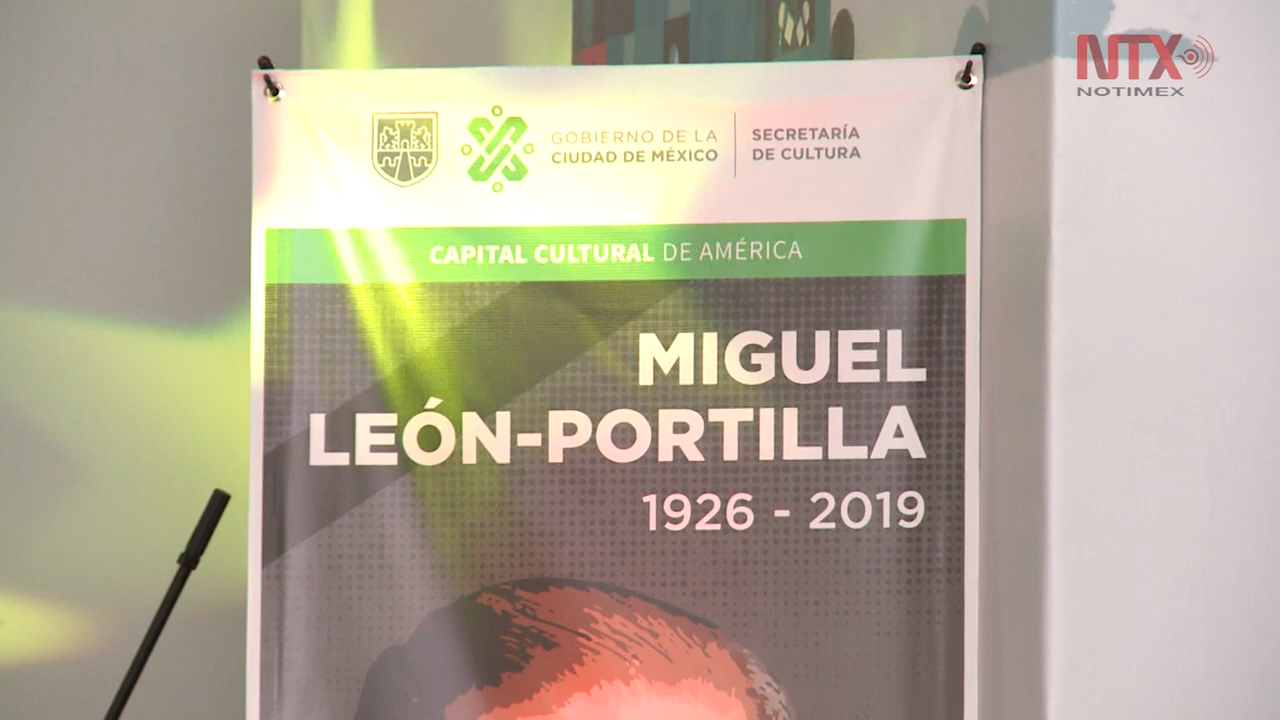 NTX
NOTIMEX
GOBIERNO DE LA
CIUDAD DE MÉXICO
SECRETARÍA
DE CULTURA
CAPITAL CULTURAL DE AMÉRICA
MIGUEL
LEÓN-PORTILLA
1926 - 2019